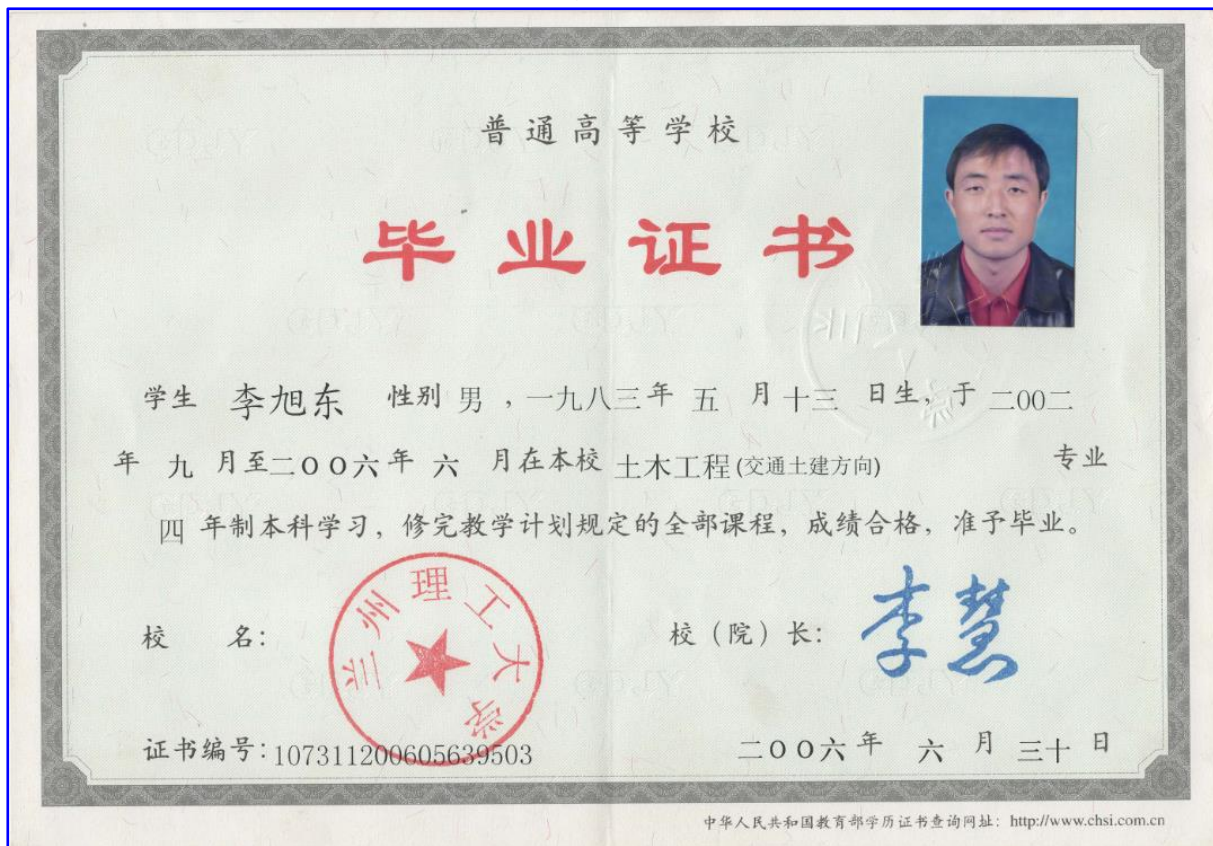 普通高等学校
毕业证书
学生 李旭东 性别 男 ，一九八三年 五 月 十三 日生，于 二00二
年 九 月至二００六年 六 月在本校 土木工程(交通土建方向) 专业
四 年制本科学习，修完教学计划规定的全部课程，成绩合格，准予毕业。
校 名：
兰州理工大学
校（院）长：
李慧
证书编号：107311200605639503
二００六年 六 月 三十 日
中华人民共和国教育部学历证书查询网址：http://www.chsi.com.cn